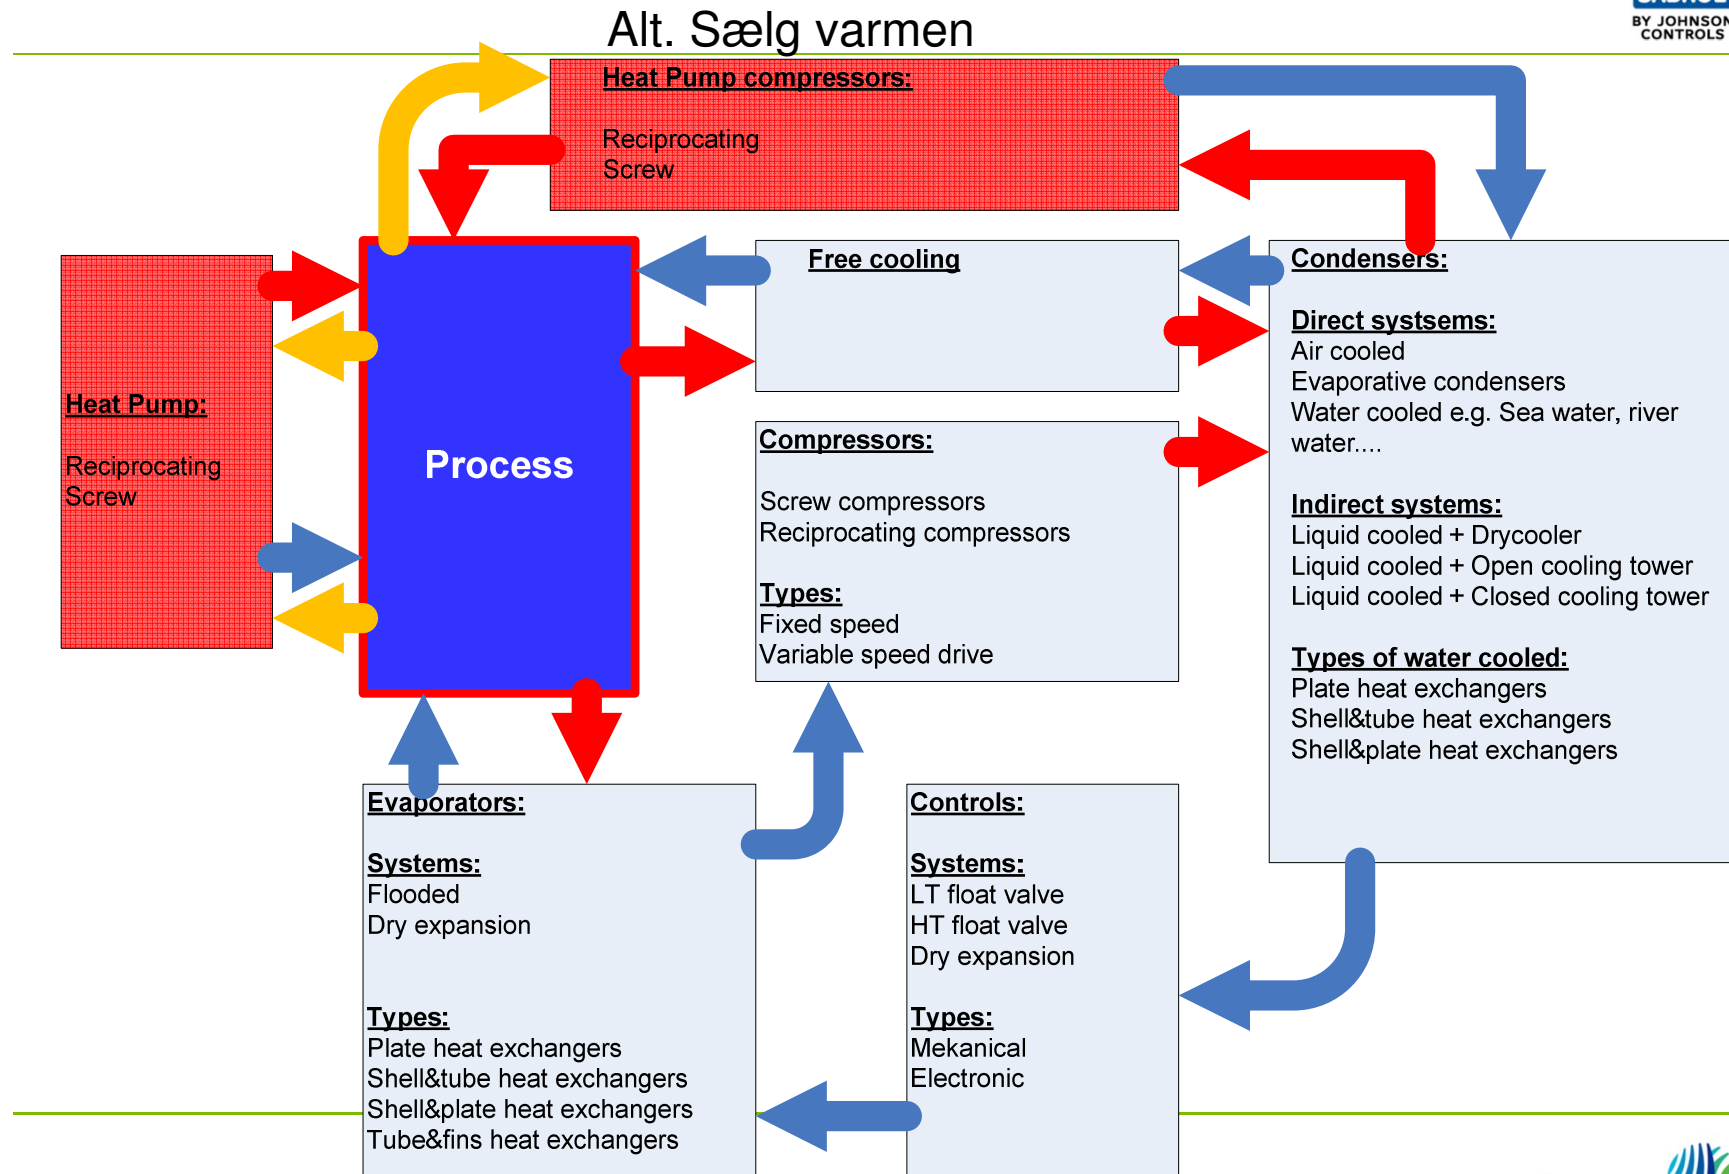 Alt. Sælg varmen
BY JOHNSON
CONTROLS
Heat Pump compressors:
Reciprocating
Screw
Heat Pump:
Reciprocating
Screw
Process
Free cooling
Compressors:
Screw compressors
Reciprocating compressors
Types:
Fixed speed
Variable speed drive
Condensers:
Direct systsems:
Air cooled
Evaporative condensers
Water cooled e.g. Sea water, river
water....
Indirect systems:
Liquid cooled + Drycooler
Liquid cooled + Open cooling tower
Liquid cooled + Closed cooling tower
Types of water cooled:
Plate heat exchangers
Shell&tube heat exchangers
Shell&plate heat exchangers
Evaporators:
Systems:
Flooded
Dry expansion
Types:
Plate heat exchangers
Shell&tube heat exchangers
Shell&plate heat exchangers
Tube&fins heat exchangers
Controls:
Systems:
LT float valve
HT float valve
Dry expansion
Types:
Mekanical
Electronic